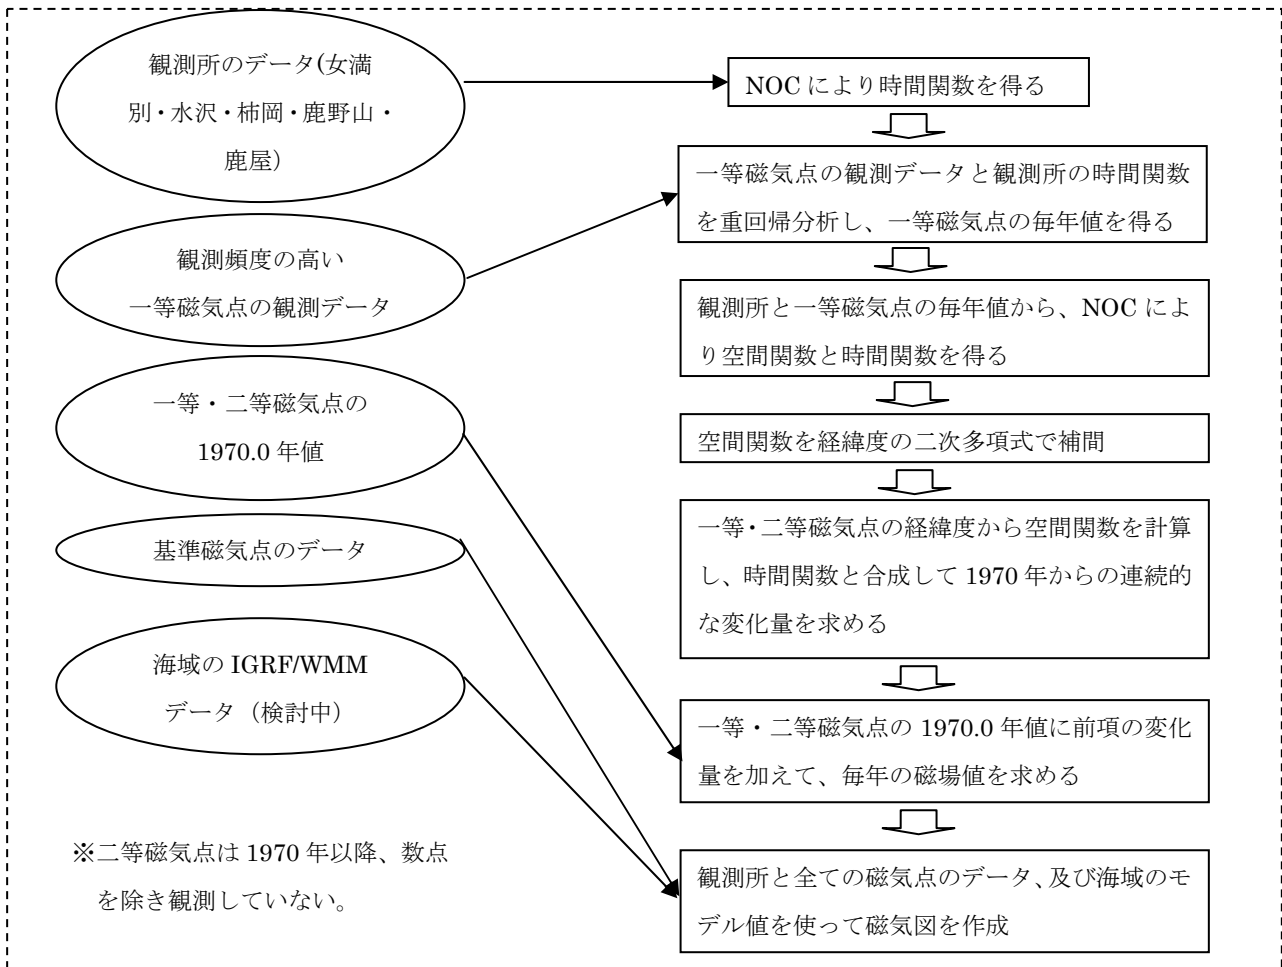 観測所のデータ(女満
別・水沢・柿岡・鹿野山・
鹿屋)
観測頻度の高い
一等磁気点の観測データ
一等・二等磁気点の
1970.0 年値
基準磁気点のデータ
海域の IGRF/WMM
データ（検討中）
※二等磁気点は 1970 年以降、数点
を除き観測していない。
NOC により時間関数を得る
一等磁気点の観測データと観測所の時間関数
を重回帰分析し、一等磁気点の毎年値を得る
観測所と一等磁気点の毎年値から、NOC によ
り空間関数と時間関数を得る
空間関数を経緯度の二次多項式で補間
一等・二等磁気点の経緯度から空間関数を計算
し、時間関数と合成して 1970 年からの連続的
な変化量を求める
一等・二等磁気点の 1970.0 年値に前項の変化
量を加えて、毎年の磁場値を求める
観測所と全ての磁気点のデータ、及び海域のモ
デル値を使って磁気図を作成